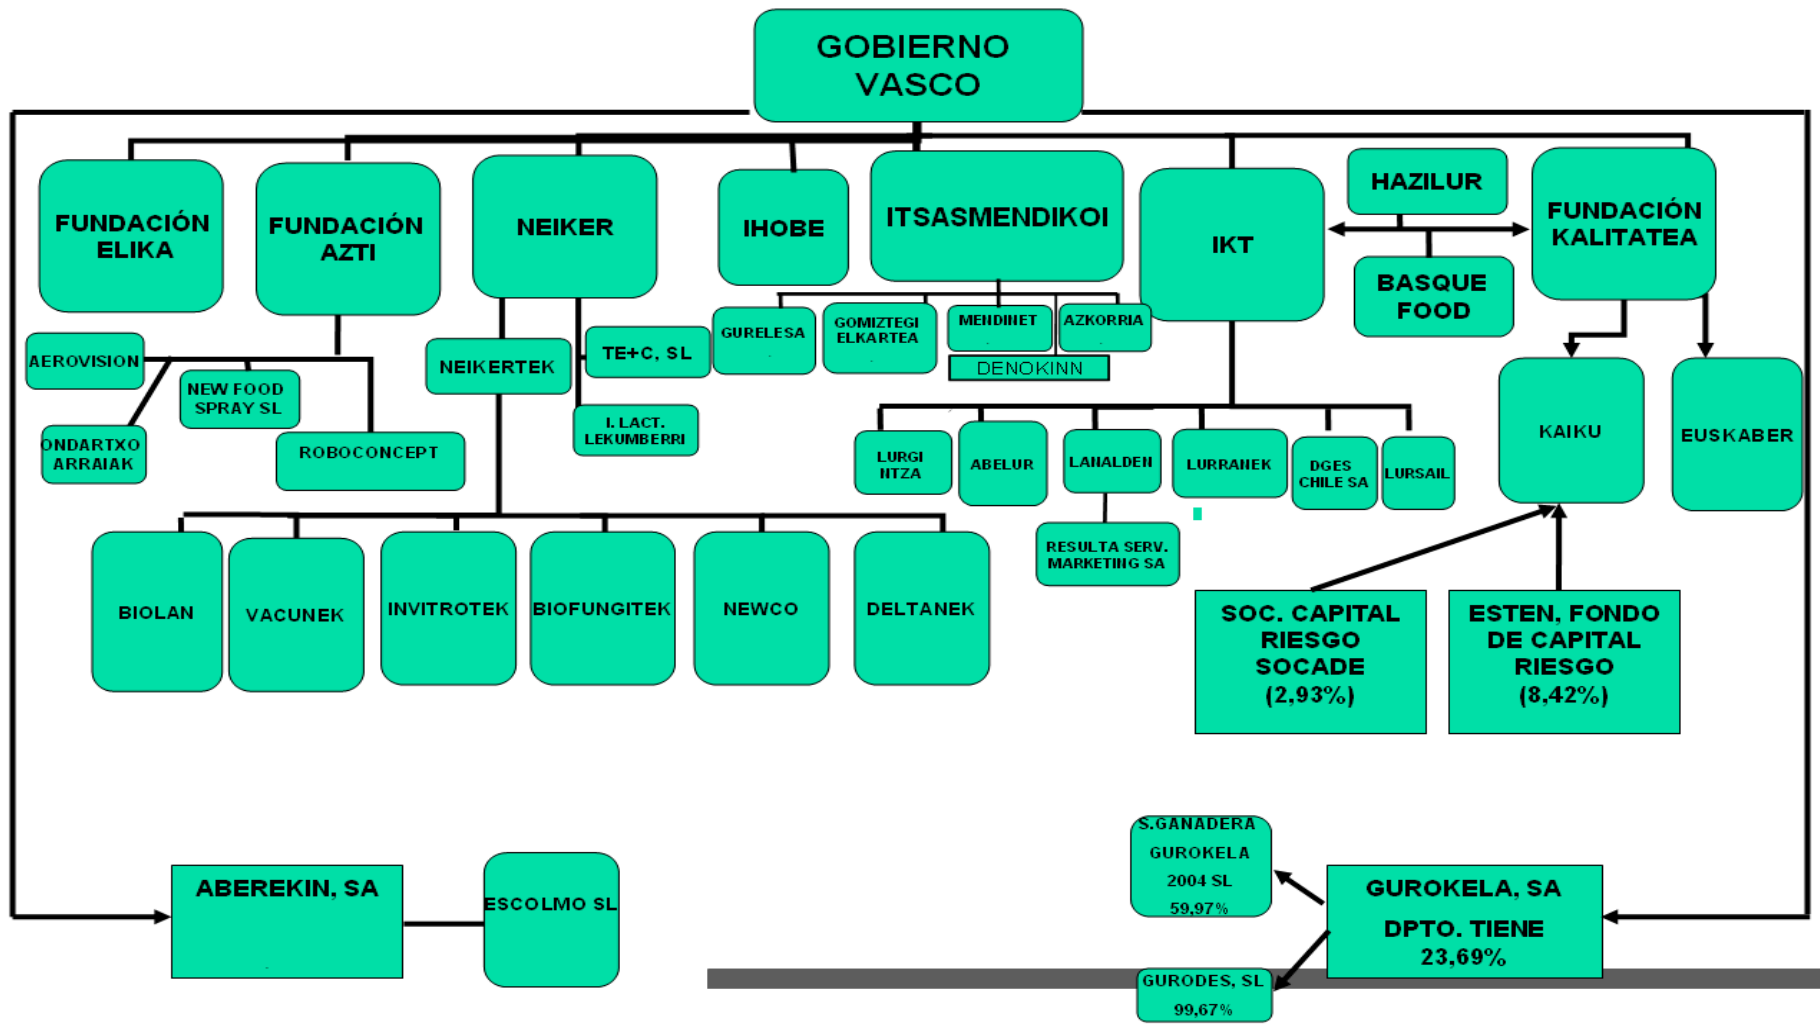 GOBIERNO
VASCO
FUNDACIÓN
ELIKA
FUNDACIÓN
AZTI
NEIKER
IHOBE
ITSASMENDIKOI
IKT
HAZILUR
BASQUE
FOOD
FUNDACIÓN
KALITATEA
AEROVISION
NEW FOOD
SPRAY SL
ONDARTXO
ARRAIAK
ROBOCONCEPT
NEIKERTEK
TE+C, SL
I. LACT.
LEKUMBERRI
GURELESA
GOMIZTEGI
ELKARTEA
MENDINET
AZKORRIA
DENOKINN
LURGI
NTZA
ABELUR
LANALDEN
LURRANEK
DGES
CHILE SA
LURSAIL
RESULTA SERV.
MARKETING SA
KAIKU
EUSKABER
BIOLAN
VACUNEK
INVITROTEK
BIOFUNGITEK
NEWCO
DELTANEK
SOC. CAPITAL
RIESGO
SOCADE
(2,93%)
ESTEN, FONDO
DE CAPITAL
RIESGO
(8,42%)
ABEREKIN, SA
ESCOLMO SL
S.GANADERA
GUROKELA
2004 SL
59,97%
GUROKELA, SA
DPTO. TIENE
23,69%
GURODES, SL
99,67%